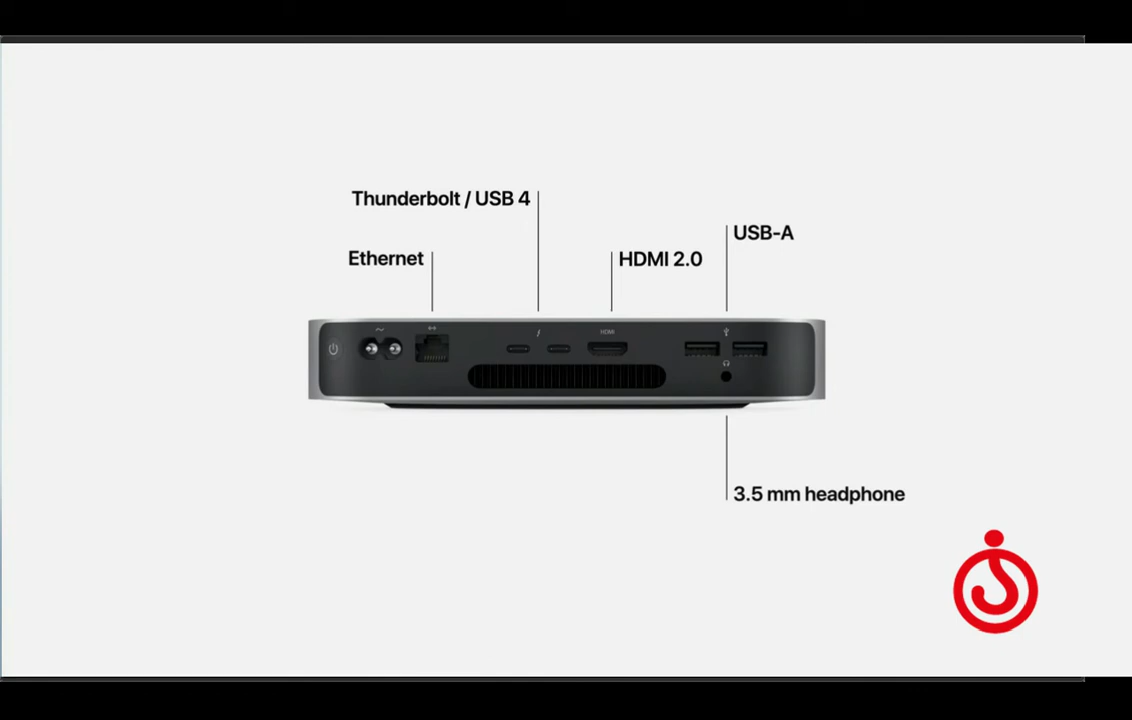 Thunderbolt / USB 4
USB-A
Ethernet
HDMI 2.0
HDMI
3.5 mm headphone